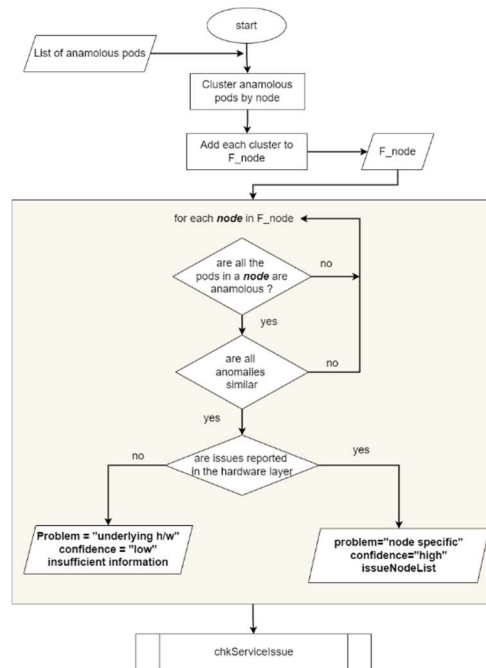 start
List of anamolous pods
Cluster anamolous
pods by node
Add each cluster to
F_node
F_node
for each node in F_node
are all the
pods in a node are
anamolous ?
no
yes
are all
anomalies
similar
no
yes
are issues reported
in the hardware layer
no
yes
Problem = "underlying h/w"
confidence = "low"
insufficient information
problem="node specific"
confidence="high"
issueNodeList
chkServiceIssue